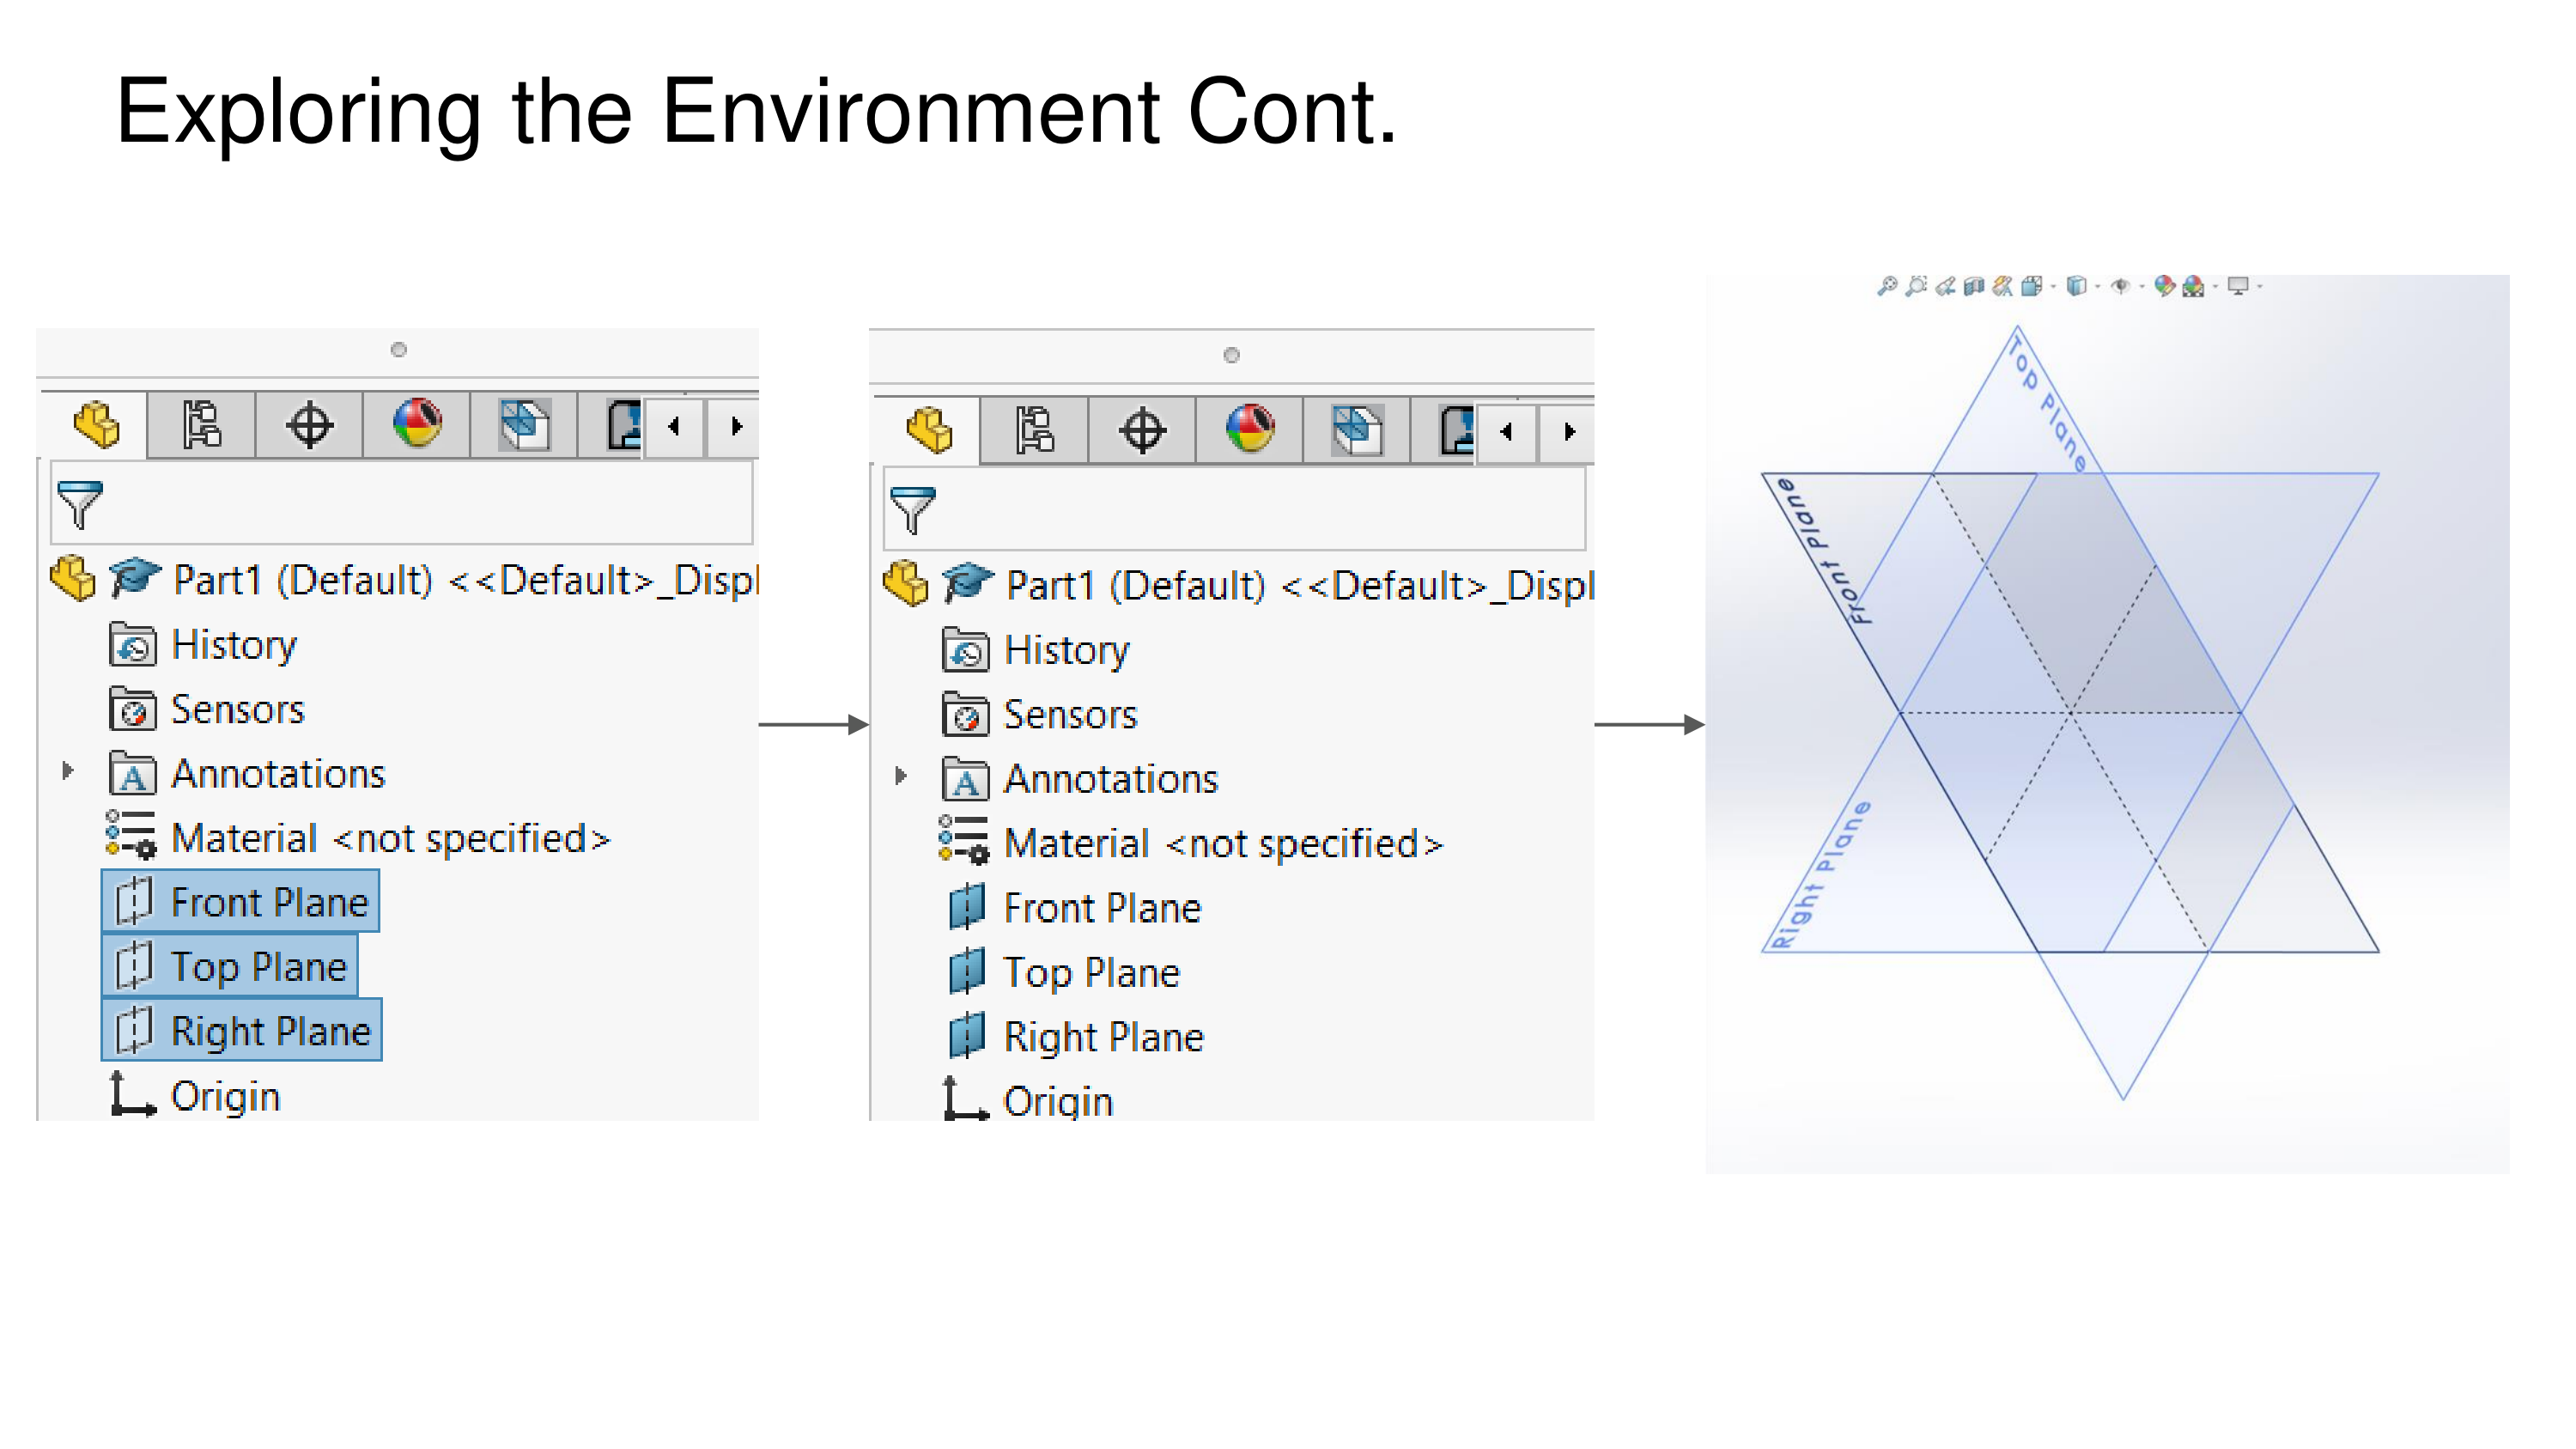 Exploring the Environment Cont.
Part1 (Default) <<Default>_Displ
History
Sensors
Annotations
Material <not specified>
Front Plane
Top Plane
Right Plane
Origin
Part1 (Default) <<Default>_Displ
History
Sensors
Annotations
Material <not specified>
Front Plane
Top Plane
Right Plane
Origin
Top Plane
Front Plane
Right Plane